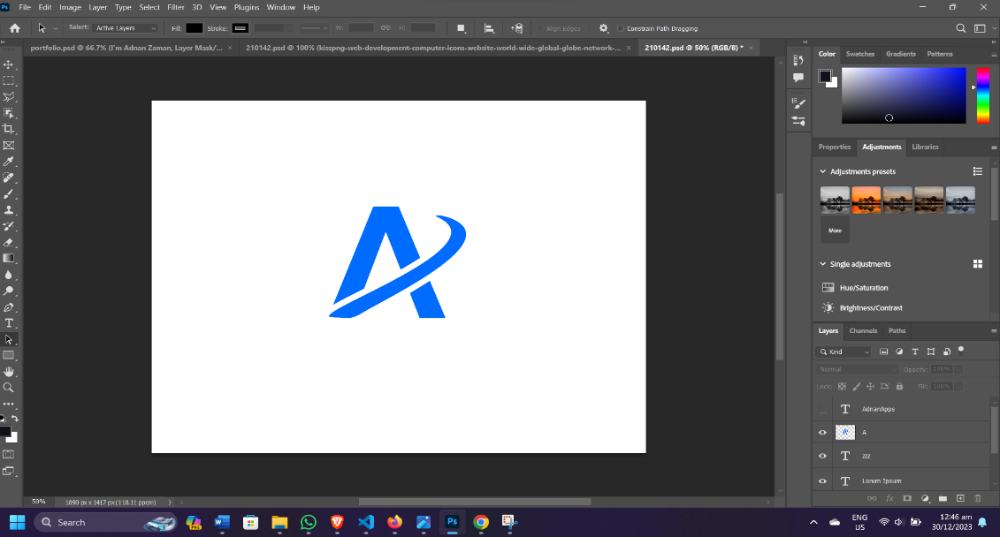 File Edit Image Layer Type Select Filter 3D View Plugins Window Help
Select: Active Layers Fill: Stroke: W: H: Align Edges Constrain Path Dragging
portfolio.psd @ 66.7% (I'm Adnan Zaman, Layer Mask/... × 210142.psd @ 100% (kisspng-web-development-computer-icons-website-world-wide-global-globe-network-... × 210142.psd @ 50% (RGB/8) * ×
Color Swatches Gradients Patterns
Properties Adjustments Libraries
Adjustments presets
More
Single adjustments
Hue/Saturation
Brightness/Contrast
Layers Channels Paths
Kind
Normal Opacity: 100%
Lock: Fill: 100%
AdnanApps
A
zzz
Lorem Ipsum
50% 1890 px x 1417 px (118.11 ppcm)
Search
ENG
US
12:46 am
30/12/2023